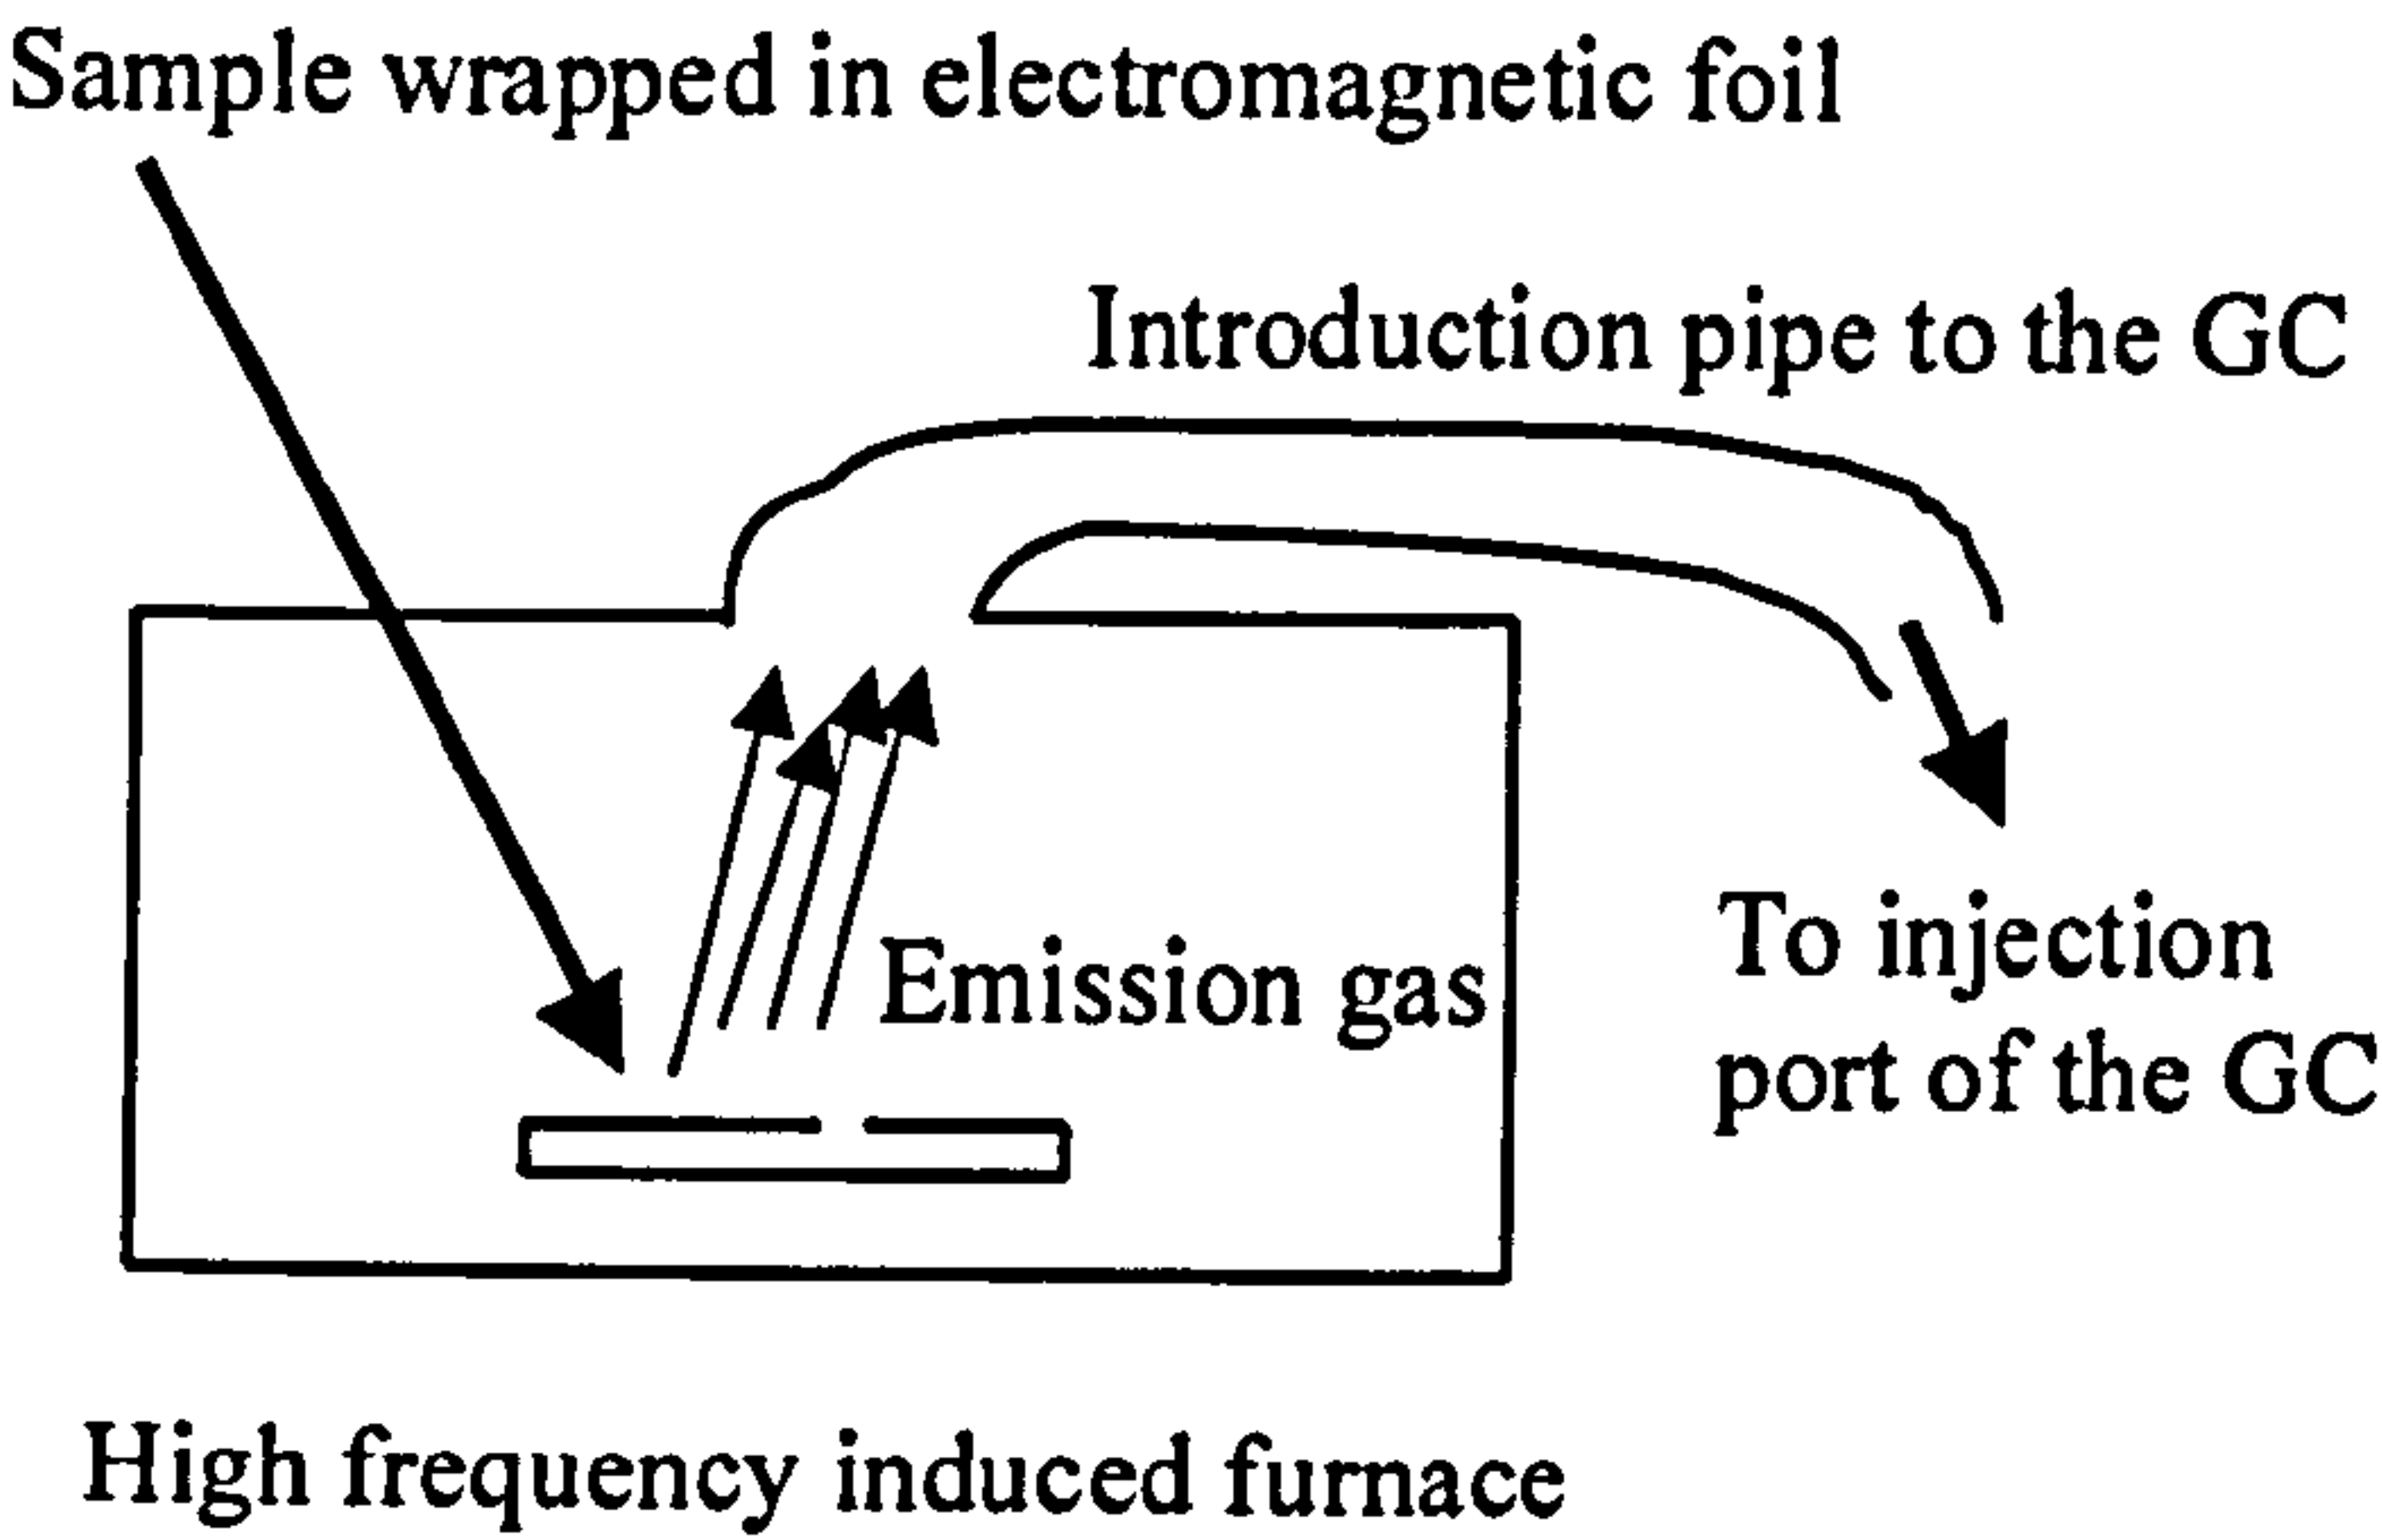 Sample wrapped in electromagnetic foil
Introduction pipe to the GC
Emission gas
To injection
port of the GC
High frequency induced furnace